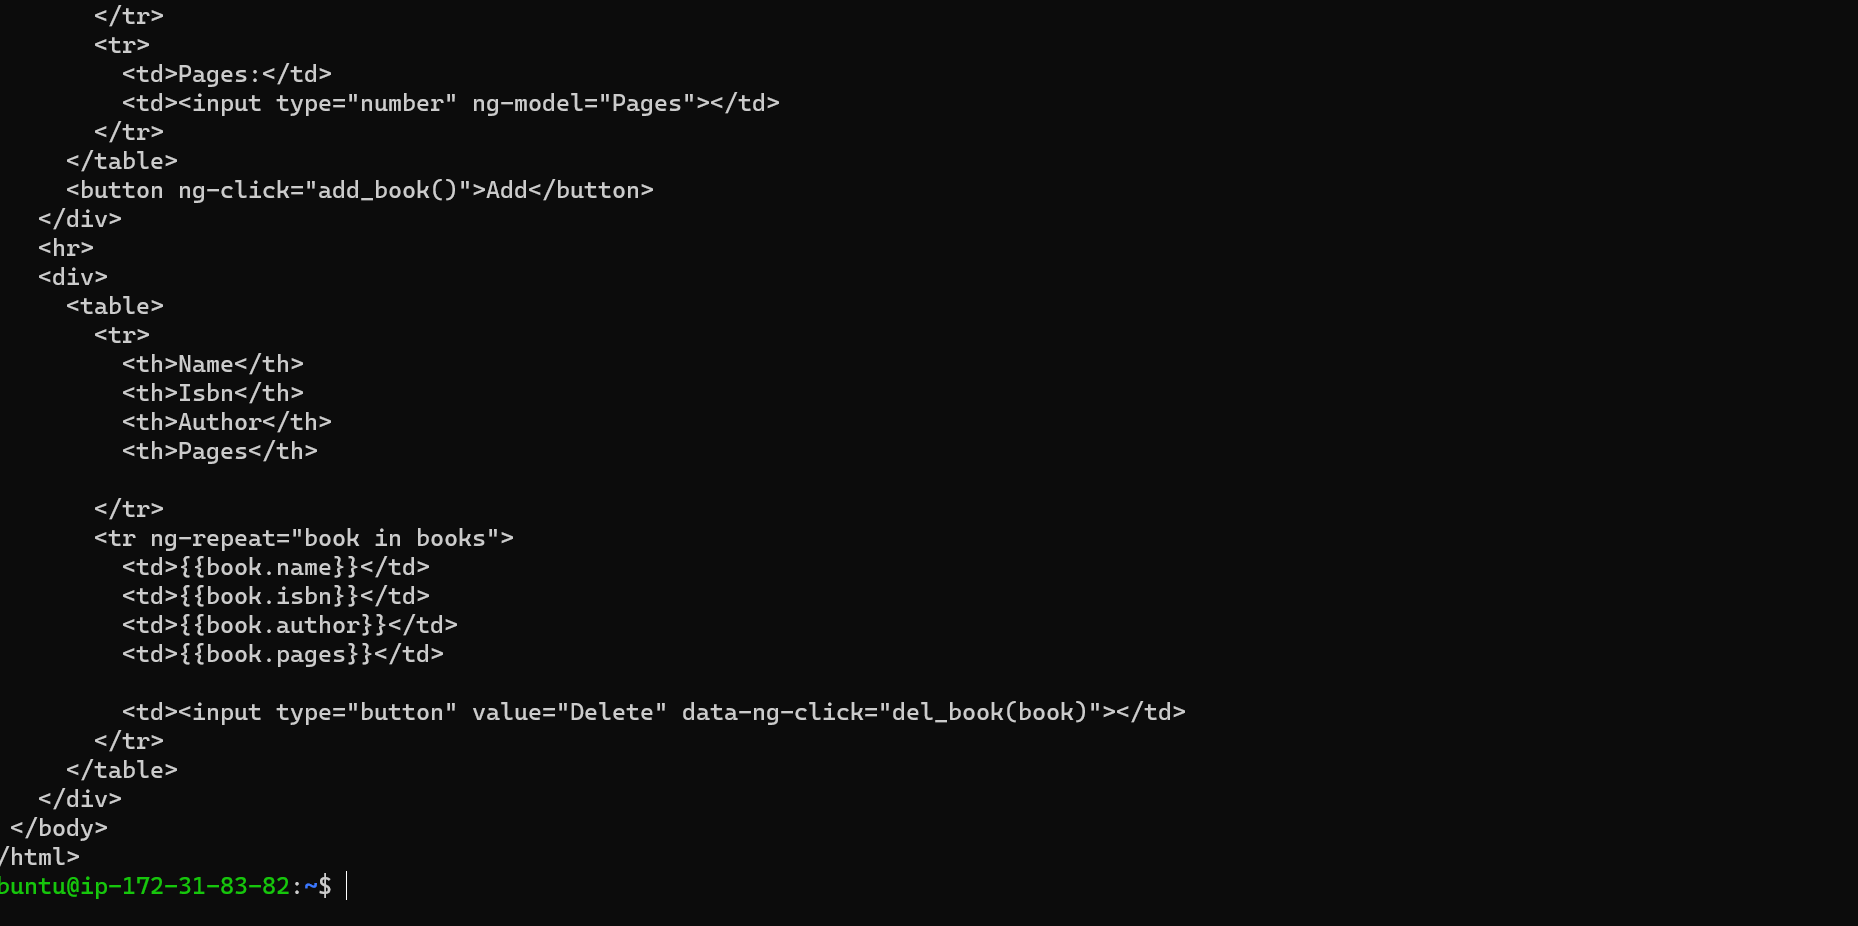 </tr>
<tr>
<td>Pages:</td>
<td><input type="number" ng-model="Pages"></td>
</tr>
</table>
<button ng-click="add_book()">Add</button>
</div>
<hr>
<div>
<table>
<tr>
<th>Name</th>
<th>Isbn</th>
<th>Author</th>
<th>Pages</th>
</tr>
<tr ng-repeat="book in books">
<td>{{book.name}}</td>
<td>{{book.isbn}}</td>
<td>{{book.author}}</td>
<td>{{book.pages}}</td>
<td><input type="button" value="Delete" data-ng-click="del_book(book)"></td>
</tr>
</table>
</div>
</body>
/html>
buntu@ip-172-31-83-82:~$